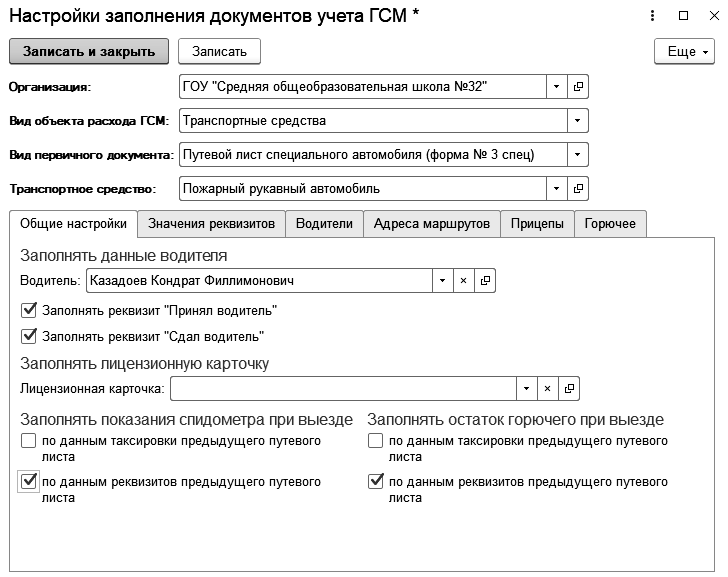 Настройки заполнения документов учета ГСМ *
Записать и закрыть
Записать
Еще
Организация: ГОУ "Средняя общеобразовательная школа №32"
Вид объекта расхода ГСМ: Транспортные средства
Вид первичного документа: Путевой лист специального автомобиля (форма № 3 спец)
Транспортное средство: Пожарный рукавный автомобиль
Общие настройки
Значения реквизитов
Водители
Адреса маршрутов
Прицепы
Горючее
Заполнять данные водителя
Водитель: Казадоев Кондрат Филлимонович
Заполнять реквизит "Принял водитель"
Заполнять реквизит "Сдал водитель"
Заполнять лицензионную карточку
Лицензионная карточка:
Заполнять показания спидометра при выезде
по данным таксировки предыдущего путевого
листа
по данным реквизитов предыдущего путевого
листа
Заполнять остаток горючего при выезде
по данным таксировки предыдущего путевого
листа
по данным реквизитов предыдущего путевого
листа